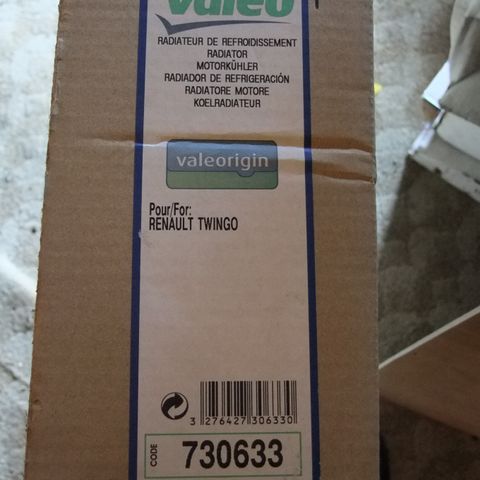 Valeo
RADIATEUR DE REFROIDISSEMENT
RADIATOR
MOTORKÜHLER
RADIADOR DE REFRIGERACIÓN
RADIATORE MOTORE
KOELRADIATEUR
valeorigin
Pour/For:
RENAULT TWINGO
3 276427 306330
CODE 730633